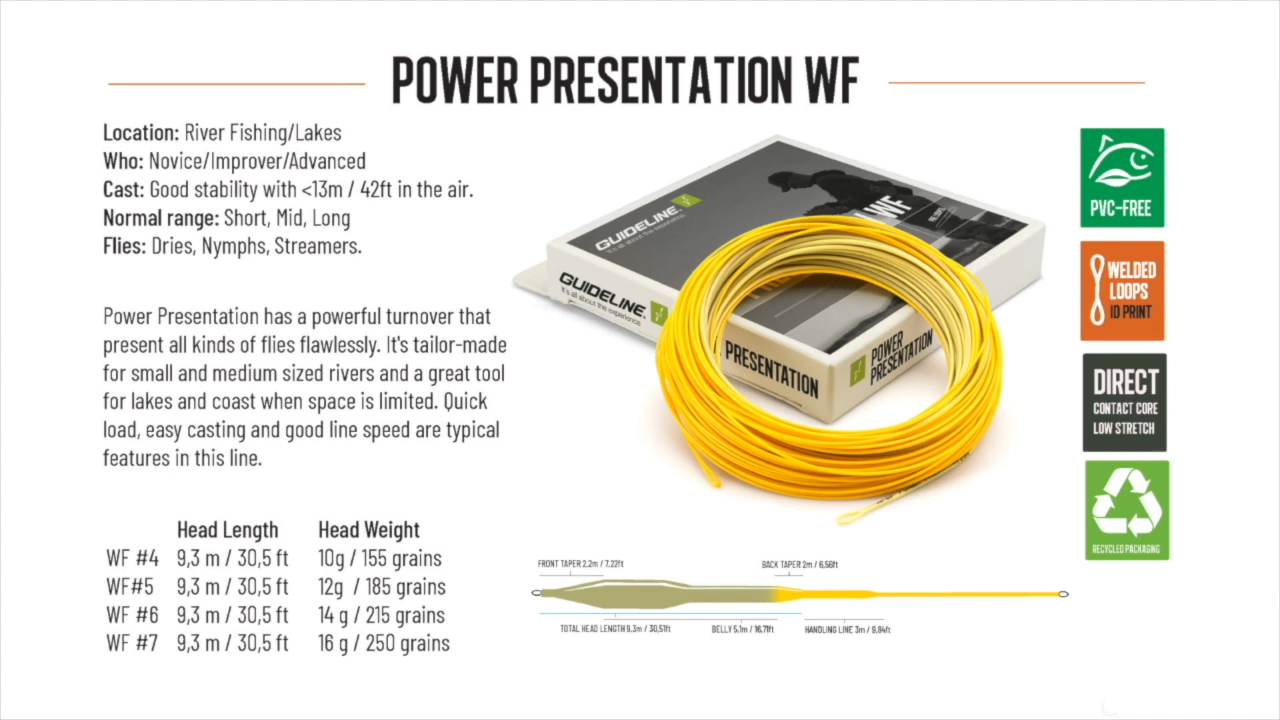 POWER PRESENTATION WF
Location: River Fishing/Lakes
Who: Novice/Improver/Advanced
Cast: Good stability with <13m / 42ft in the air.
Normal range: Short, Mid, Long
Flies: Dries, Nymphs, Streamers.
Power Presentation has a powerful turnover that
present all kinds of flies flawlessly. It's tailor-made
for small and medium sized rivers and a great tool
for lakes and coast when space is limited. Quick
load, easy casting and good line speed are typical
features in this line.
Head Length Head Weight
WF #4 9,3 m / 30,5 ft 10g / 155 grains
WF#5 9,3 m / 30,5 ft 12g / 185 grains
WF #6 9,3 m / 30,5 ft 14 g / 215 grains
WF #7 9,3 m / 30,5 ft 16 g / 250 grains
GUIDELINE
It's all about the experience
WF
GUIDELINE
It's all about the experience
PRESENTATION
POWER
PRESENTATION
PVC-FREE
WELDED
LOOPS
ID PRINT
DIRECT
CONTACT CORE
LOW STRETCH
RECYCLED PACKAGING
FRONT TAPER 2,2m / 7.22ft
BACK TAPER 2m / 6,56ft
TOTAL HEAD LENGTH 9,3m / 30,51ft
BELLY 5,1m / 16,71ft
HANDLING LINE 3m / 9,84ft